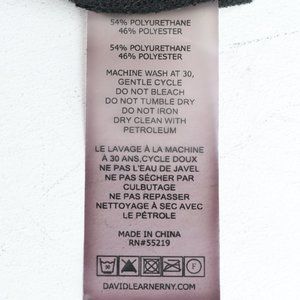 54% POLYURETHANE
46% POLYESTER
54% POLYURETHANE
46% POLYESTER
MACHINE WASH AT 30,
GENTLE CYCLE
DO NOT BLEACH
DO NOT TUMBLE DRY
DO NOT IRON
DRY CLEAN WITH
PETROLEUM
LE LAVAGE À LA MACHINE
À 30 ANS,CYCLE DOUX
NE PAS L'EAU DE JAVEL
NE PAS SÉCHER PAR
CULBUTAGE
NE PAS REPASSER
NETTOYAGE À SEC AVEC
LE PÉTROLE
MADE IN CHINA
RN#55219
30
F
DAVIDLEARNERNY.COM